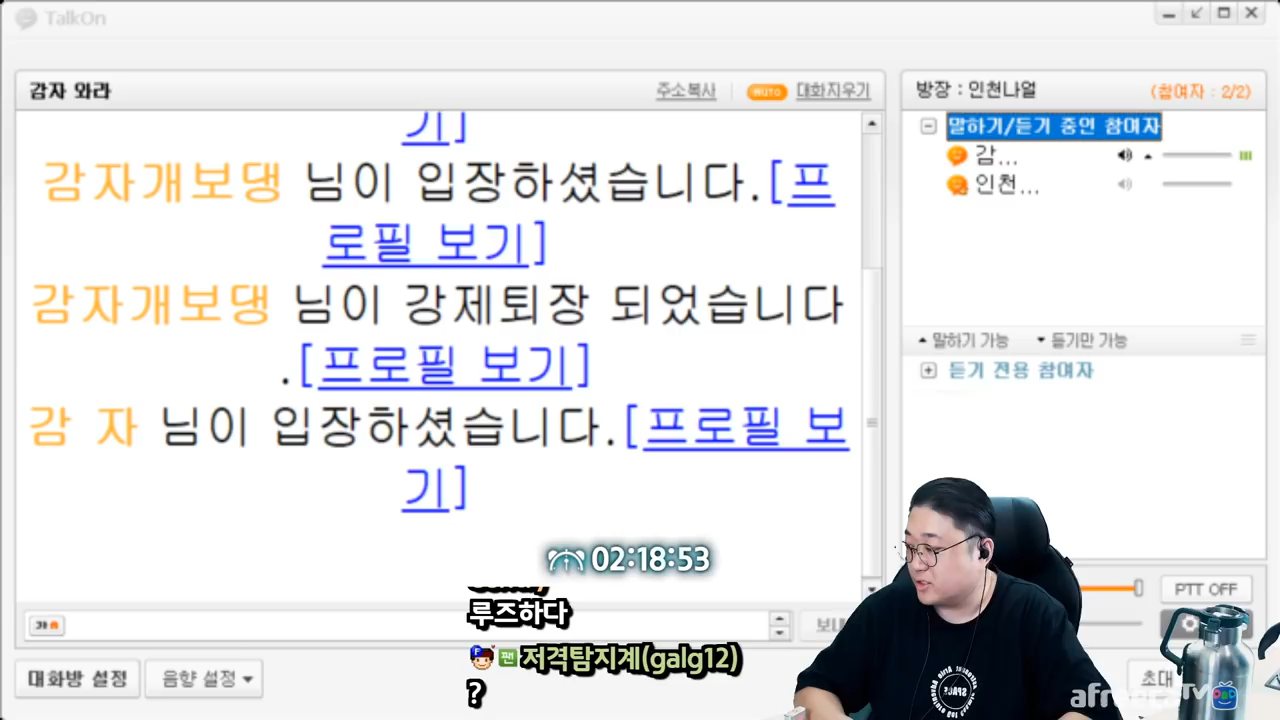 TalkOn
감자 와라
주소복사
AUTO
대화지우기
방장 : 인천나얼
(참여자 : 2/2)
기]
말하기/듣기 중인 참여자
감...
인천...
감자개보댕 님이 입장하셨습니다.[프
로필 보기]
감자개보댕 님이 강제퇴장 되었습니다
.[프로필 보기]
감 자 님이 입장하셨습니다.[프로필 보
기]
말하기 가능
듣기만 가능
듣기 전용 참여자
02:18:53
PTT OFF
루즈하다
가
보내
팬 저격탐지계(galg12)
?
대화방 설정
음향 설정
초대
afreecaTV
SPACE